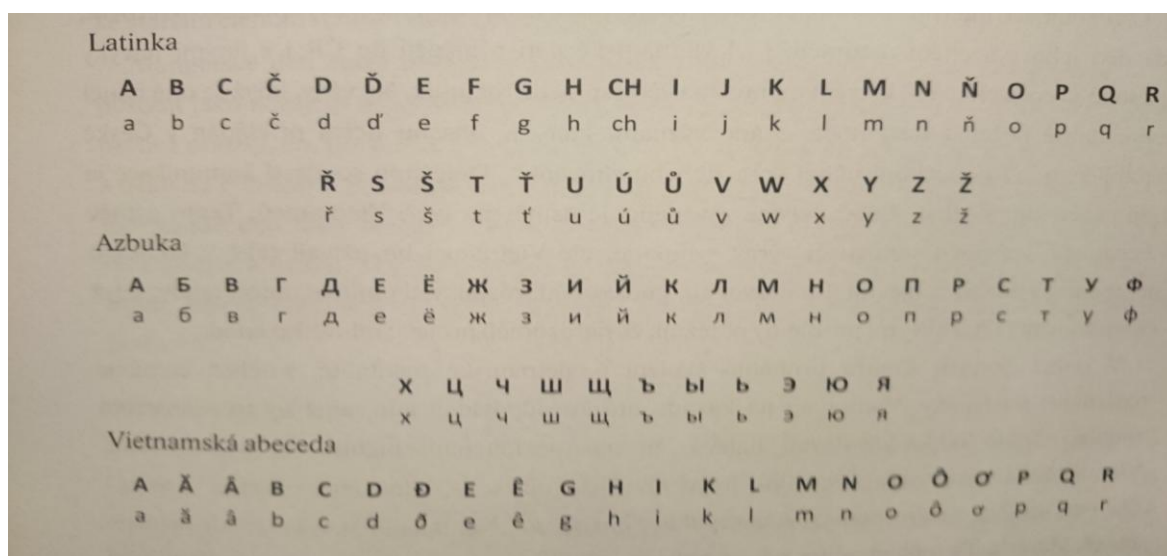 Latinka
A B C Č D Ď E F G H CH I J K L M N Ň O P Q R
a b c č d ď e f g h ch i j k l m n ň o p q r
Ř S Š T Ť U Ú Ů V W X Y Z Ž
ř s š t ť u ú ů v w x y z ž
Azbuka
А Б В Г Д Е Ё Ж З И Й К Л М Н О П Р С Т У Ф
а б в г д е ё ж з и й к л м н о п р с т у ф
Х Ц Ч Ш Щ Ъ Ы Ь Э Ю Я
х ц ч ш щ ъ ы ь э ю я
Vietnamská abeceda
A Ă Â B C D Đ E Ê G H I K L M N O Ô Ơ P Q R
a ă â b c d ð e ê g h i k l m n o ô ơ p q r